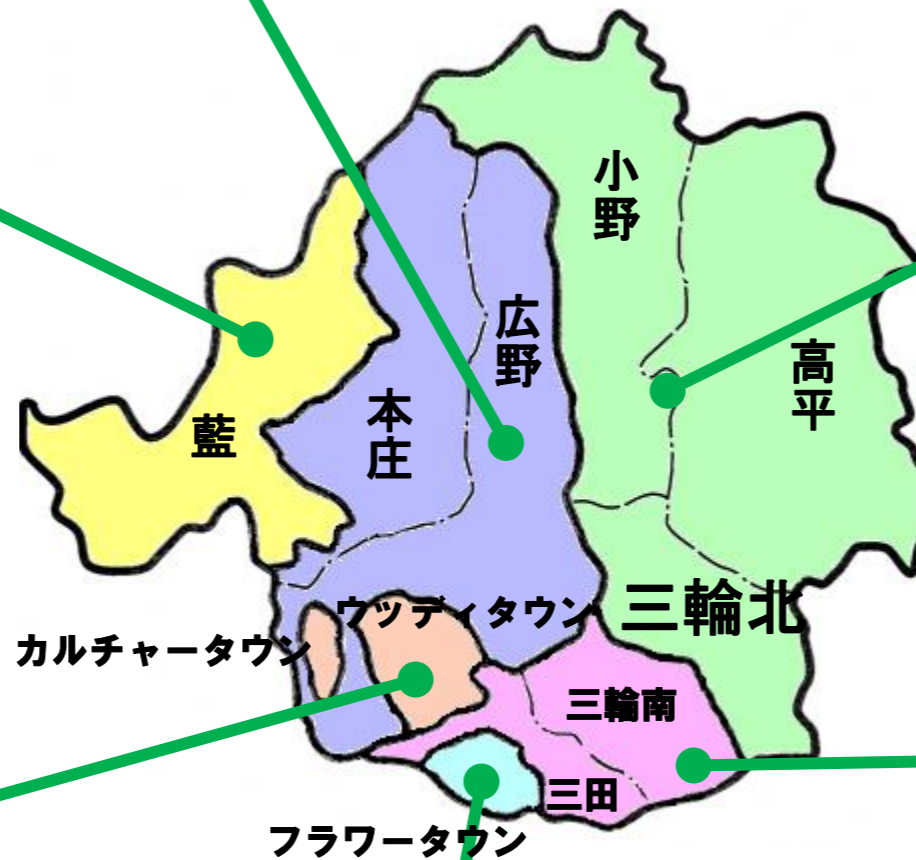 小野
広野
高平
本庄
藍
三輪北
ウッディタウン
カルチャータウン
三輪南
三田
フラワータウン